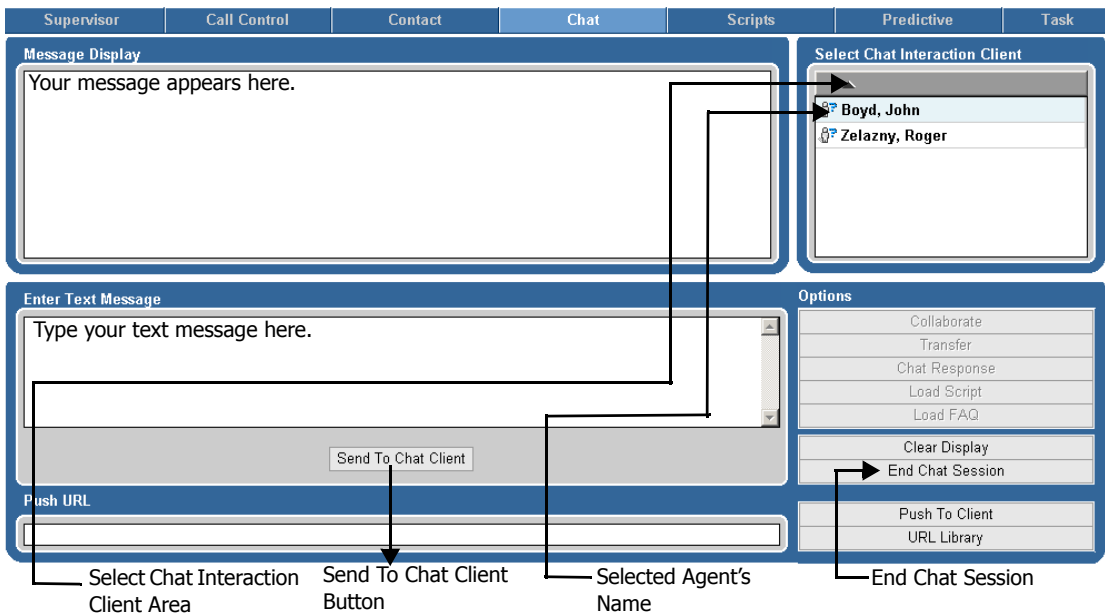 Supervisor Call Control Contact Chat Scripts Predictive Task
Message Display
Your message appears here.
Select Chat Interaction Client
Boyd, John
Zelazny, Roger
Enter Text Message
Type your text message here.
Send To Chat Client
Push URL
Options
Collaborate
Transfer
Chat Response
Load Script
Load FAQ
Clear Display
End Chat Session
Push To Client
URL Library
Select Chat Interaction
Client Area
Send To Chat Client
Button
Selected Agent’s
Name
End Chat Session